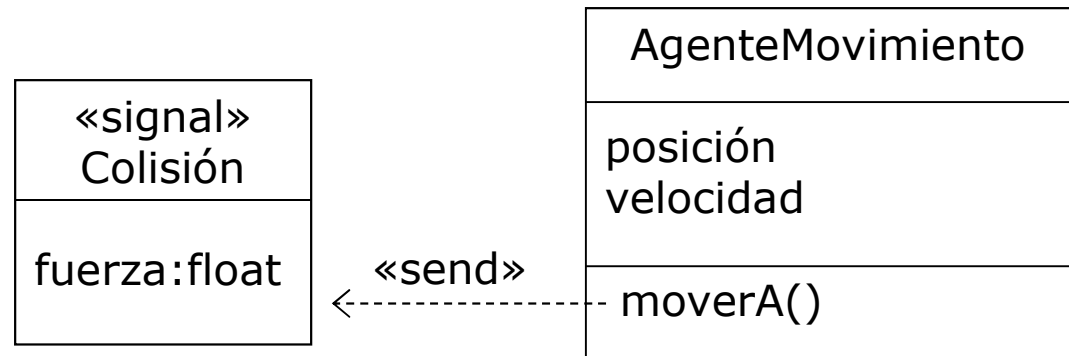 «signal»
Colisión
fuerza:float
«send»
AgenteMovimiento
posición
velocidad
moverA()